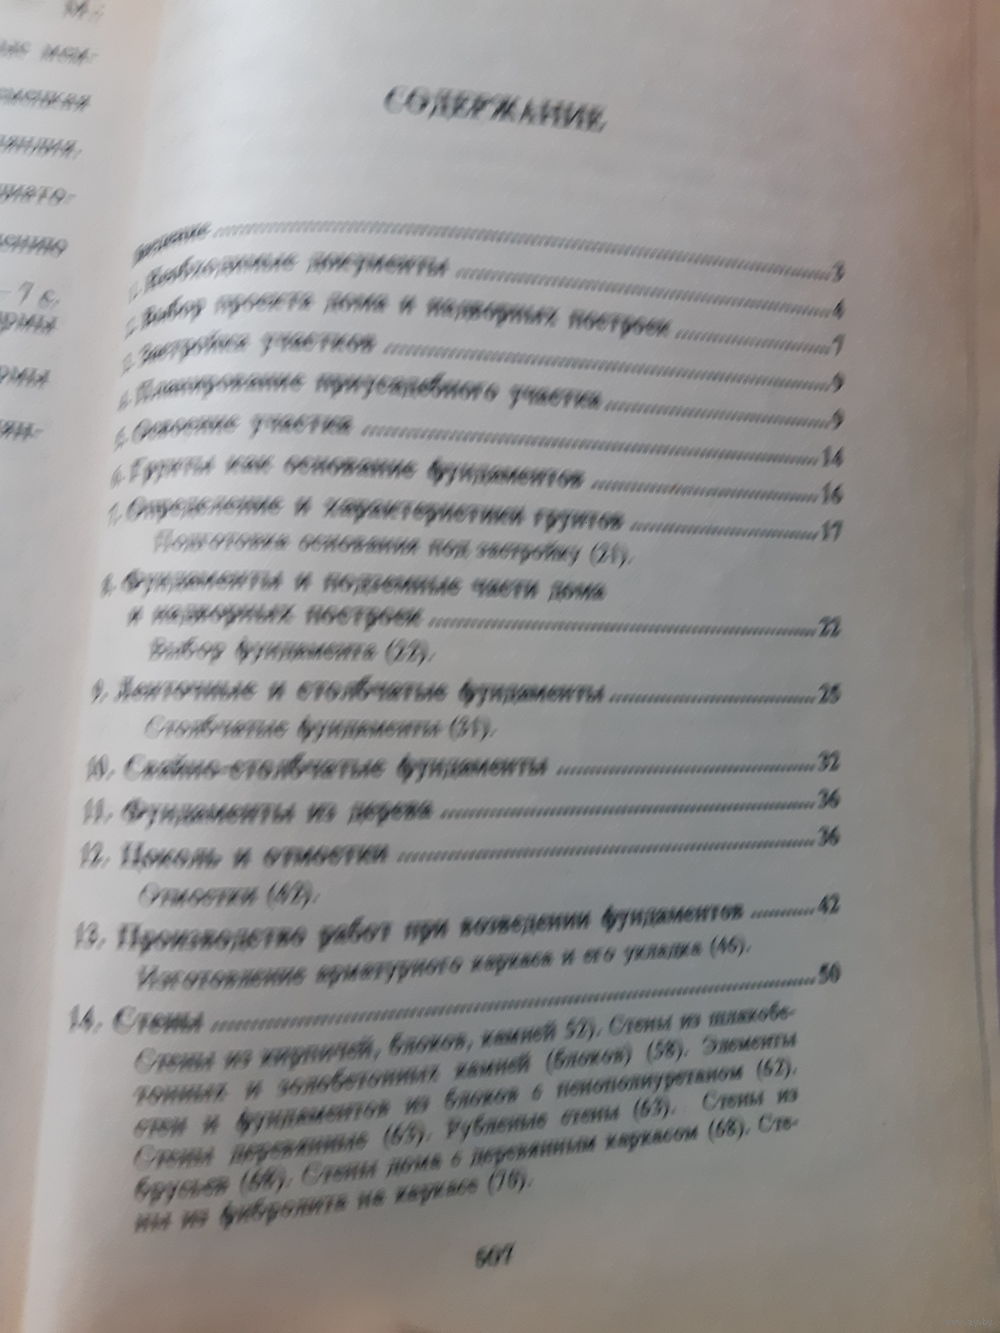 М.:
7 с.
СОДЕРЖАНИЕ
Введение 3
1. Необходимые документы 4
2. Выбор проекта дома и надворных построек 7
3. Застройка участков 9
4. Планирование приусадебного участка 9
5. Освоение участка 14
6. Грунты как основание фундаментов 16
7. Определение и характеристики грунтов 17
Подготовка основания под застройку (21).
8. Фундаменты и подземные части дома
и надворных построек 22
Выбор фундамента (22).
9. Ленточные и столбчатые фундаменты 25
Столбчатые фундаменты (31).
10. Свайно-столбчатые фундаменты 32
11. Фундаменты из дерева 36
12. Цоколь и отмостки 36
Отмостки (42).
13. Производство работ при возведении фундаментов 42
Изготовление арматурного каркаса и его укладка (46).
14. Стены 50
Стены из кирпичей, блоков, камней 52). Стены из шлакобе-
тонных и золобетонных камней (блоков) (58). Элементы
стен и фундаментов из блоков с пенополиуретаном (62).
Стены деревянные (63). Рубленые стены (63). Стены из
брусьев (68). Стены дома с деревянным каркасом (68). Сте-
ны из фибролита на каркасе (76).
607